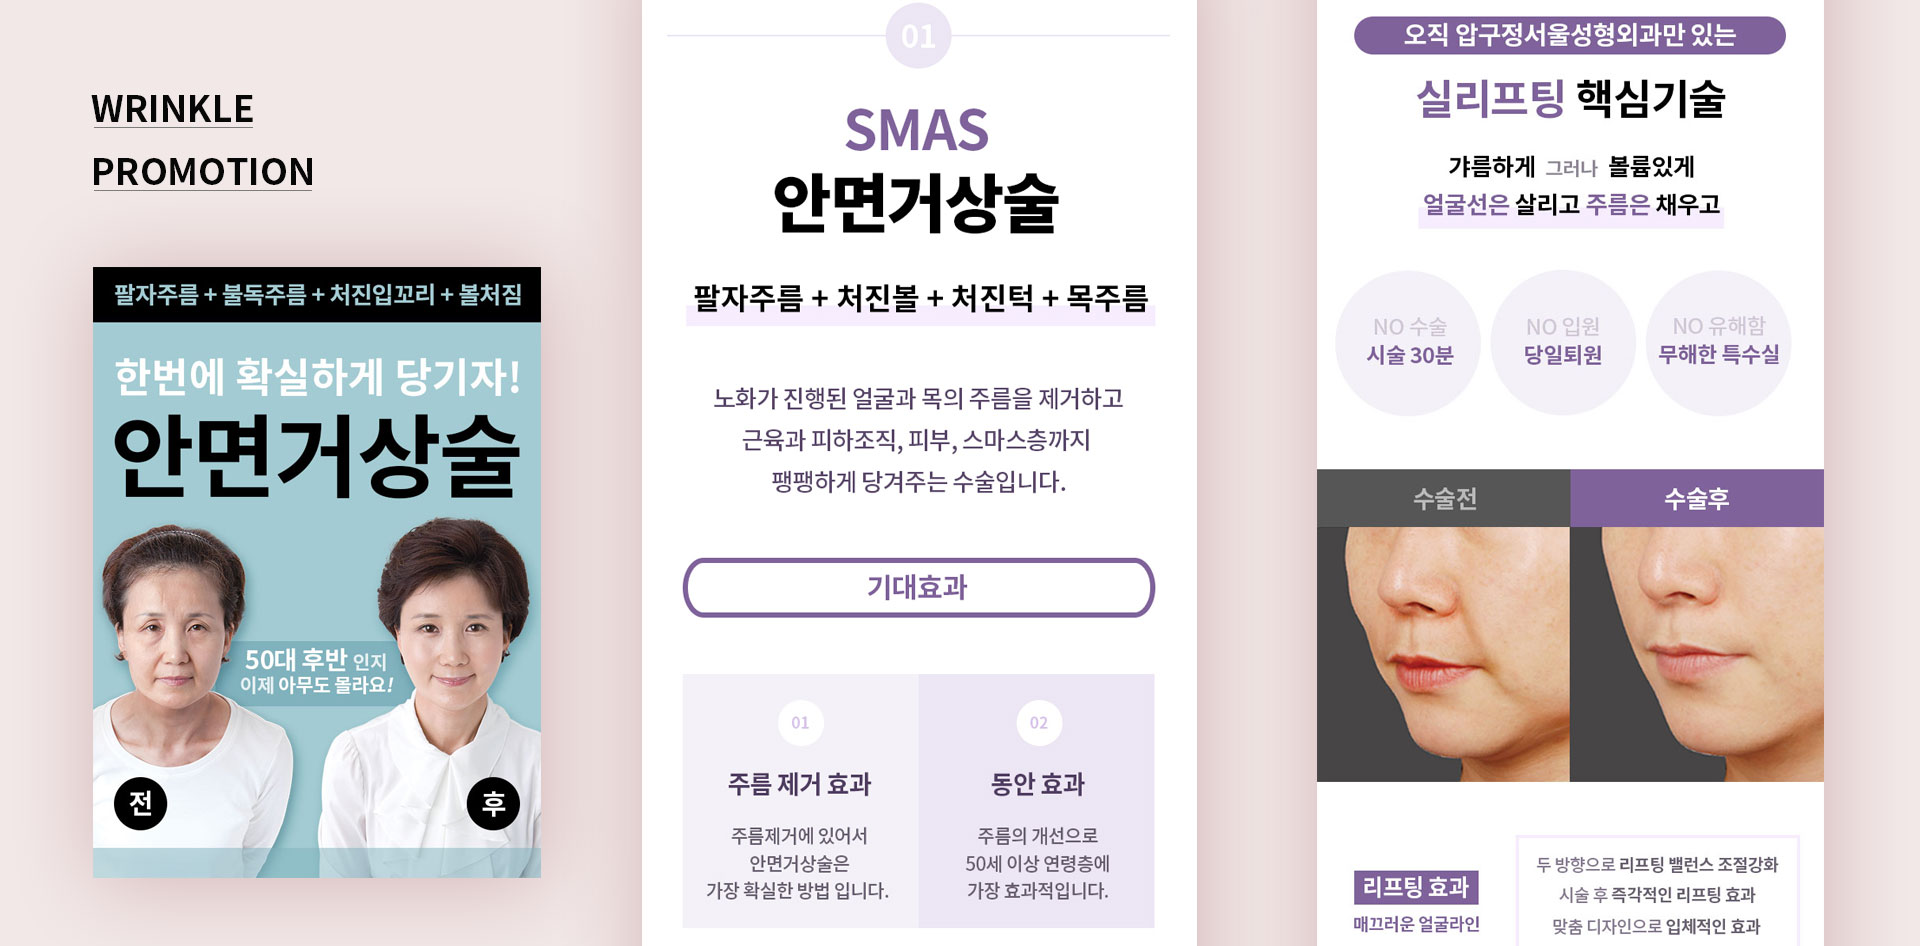 WRINKLE
PROMOTION
팔자주름 + 불독주름 + 처진입꼬리 + 볼처짐
한번에 확실하게 당기자!
안면거상술
50대 후반 인지
이제 아무도 몰라요!
전
후
01
SMAS
안면거상술
팔자주름 + 처진볼 + 처진턱 + 목주름
노화가 진행된 얼굴과 목의 주름을 제거하고
근육과 피하조직, 피부, 스마스층까지
팽팽하게 당겨주는 수술입니다.
기대효과
01
주름 제거 효과
주름제거에 있어서
안면거상술은
가장 확실한 방법 입니다.
02
동안 효과
주름의 개선으로
50세 이상 연령층에
가장 효과적입니다.
오직 압구정서울성형외과만 있는
실리프팅 핵심기술
갸름하게 그러나 볼륨있게
얼굴선은 살리고 주름은 채우고
NO 수술
시술 30분
NO 입원
당일퇴원
NO 유해함
무해한 특수실
수술전
수술후
리프팅 효과
매끄러운 얼굴라인
두 방향으로 리프팅 밸런스 조절강화
시술 후 즉각적인 리프팅 효과
맞춤 디자인으로 입체적인 효과